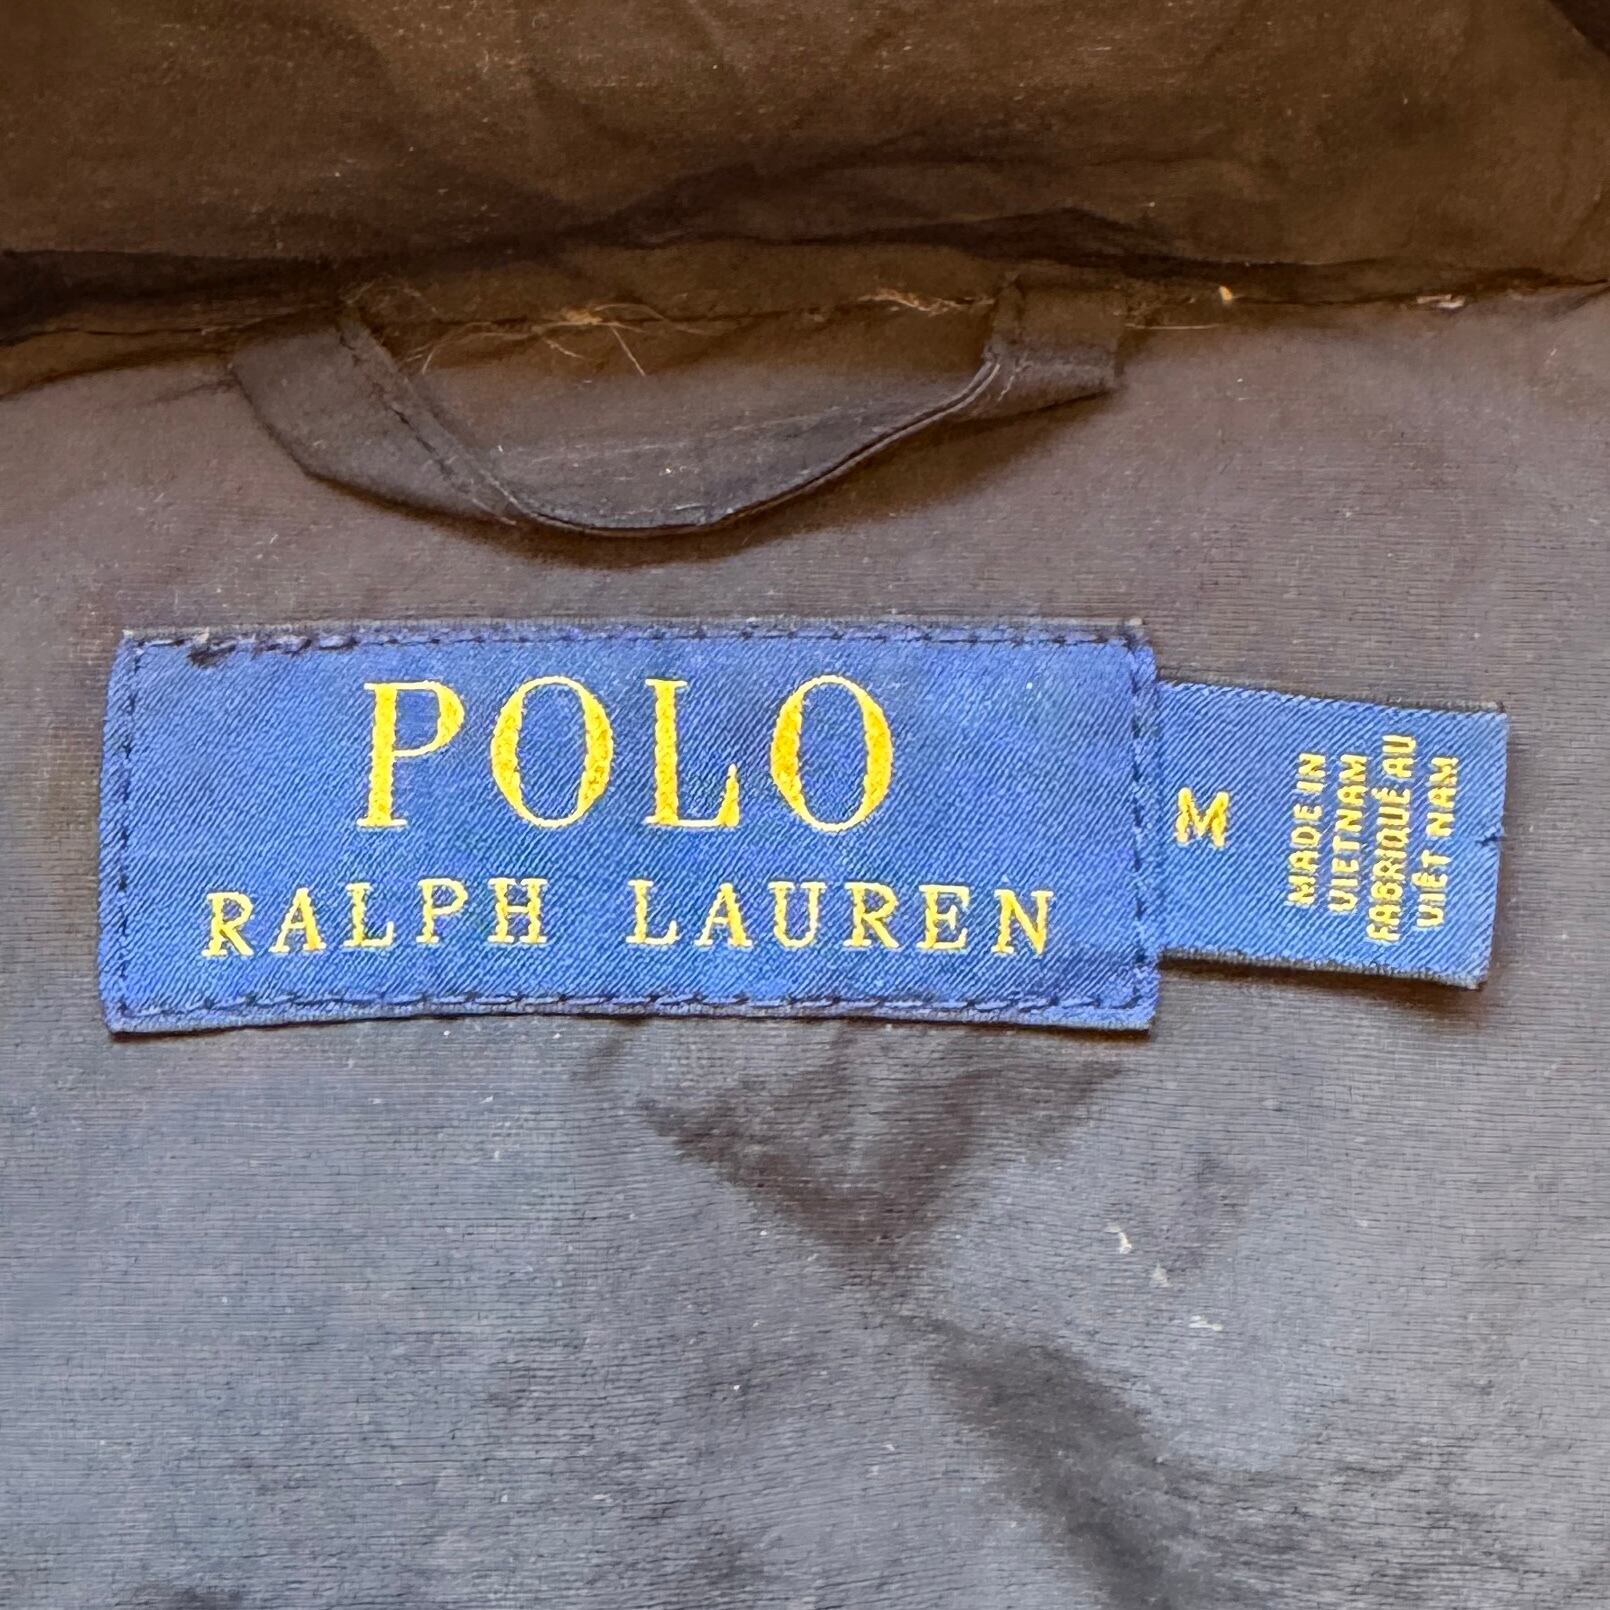 POLO
RALPH LAUREN
M
MADE IN
VIETNAM
FABRIQUÉ AU
VIÊT NAM